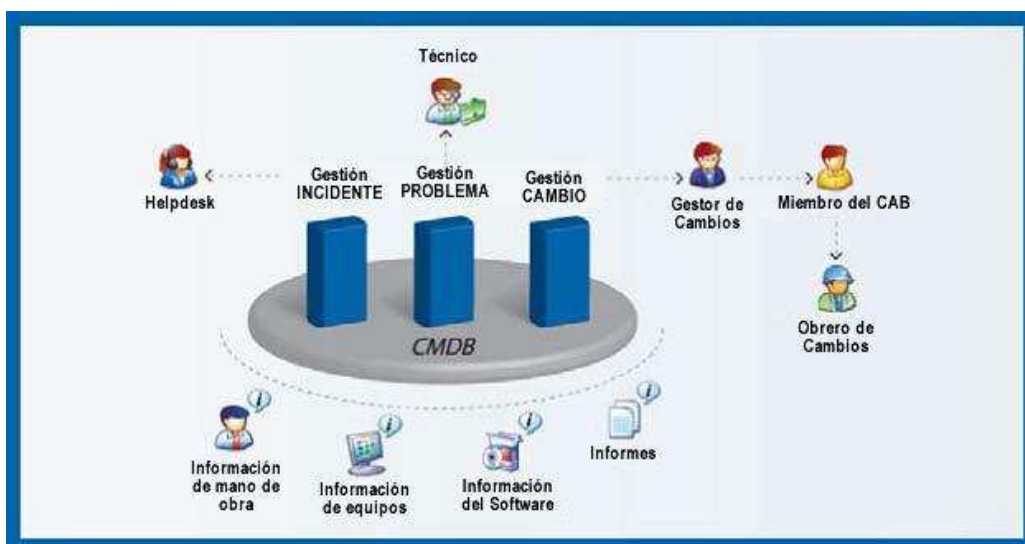 Técnico
Helpdesk
Gestión
INCIDENTE
Gestión
PROBLEMA
Gestión
CAMBIO
Gestor de
Cambios
Miembro del CAB
Obrero de
Cambios
CMDB
Información
de mano de
obra
Información
de equipos
Información
del Software
Informes